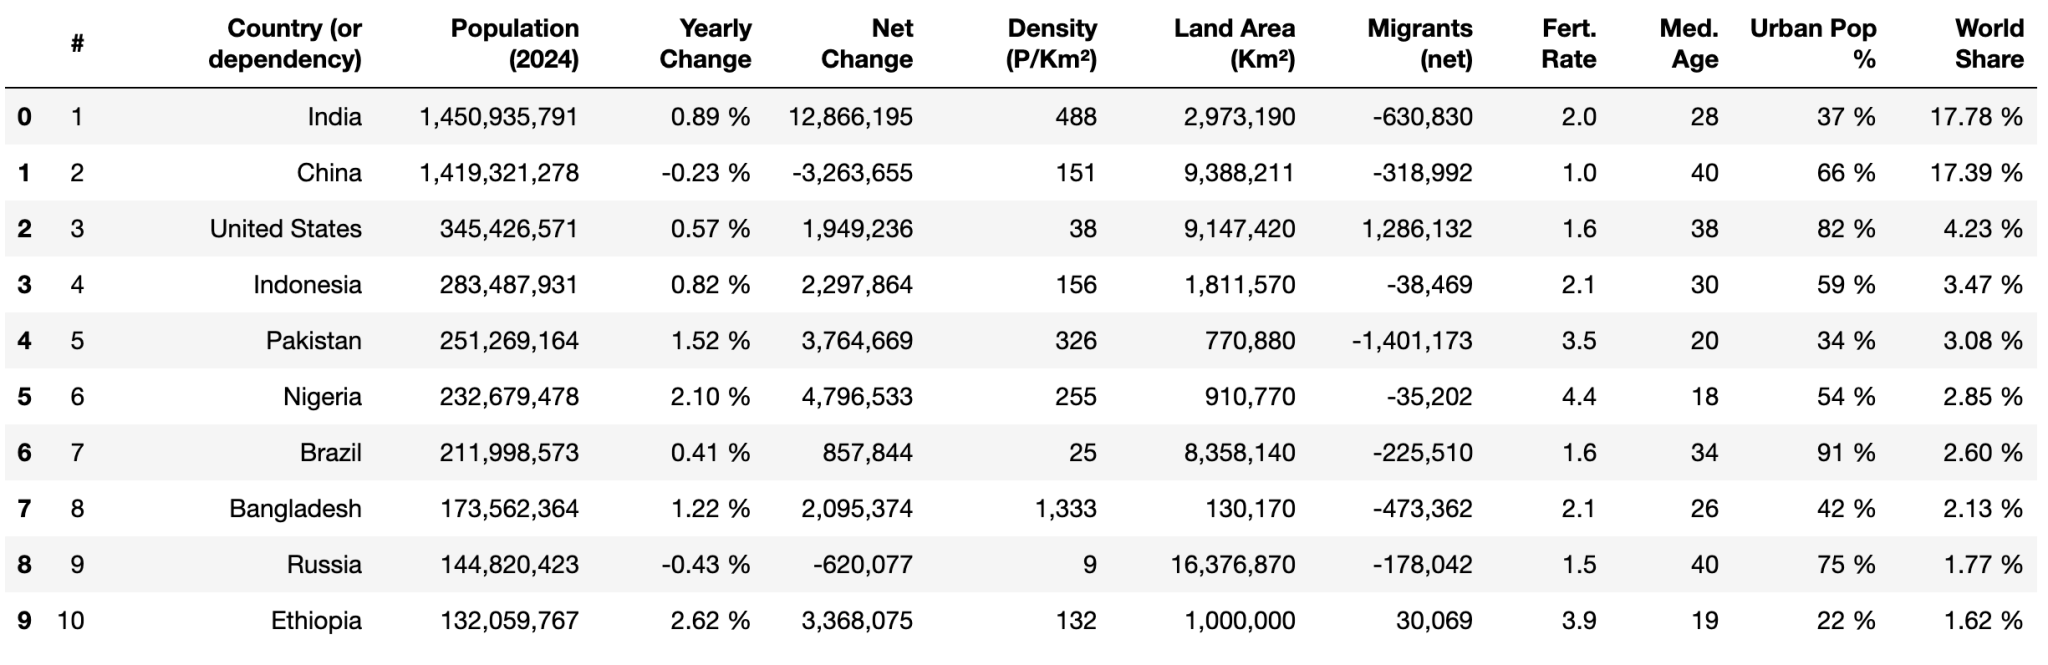 # Country (or dependency) Population (2024) Yearly Change Net Change Density (P/Km²) Land Area (Km²) Migrants (net) Fert. Rate Med. Age Urban Pop % World Share
0 1 India 1,450,935,791 0.89 % 12,866,195 488 2,973,190 -630,830 2.0 28 37 % 17.78 %
1 2 China 1,419,321,278 -0.23 % -3,263,655 151 9,388,211 -318,992 1.0 40 66 % 17.39 %
2 3 United States 345,426,571 0.57 % 1,949,236 38 9,147,420 1,286,132 1.6 38 82 % 4.23 %
3 4 Indonesia 283,487,931 0.82 % 2,297,864 156 1,811,570 -38,469 2.1 30 59 % 3.47 %
4 5 Pakistan 251,269,164 1.52 % 3,764,669 326 770,880 -1,401,173 3.5 20 34 % 3.08 %
5 6 Nigeria 232,679,478 2.10 % 4,796,533 255 910,770 -35,202 4.4 18 54 % 2.85 %
6 7 Brazil 211,998,573 0.41 % 857,844 25 8,358,140 -225,510 1.6 34 91 % 2.60 %
7 8 Bangladesh 173,562,364 1.22 % 2,095,374 1,333 130,170 -473,362 2.1 26 42 % 2.13 %
8 9 Russia 144,820,423 -0.43 % -620,077 9 16,376,870 -178,042 1.5 40 75 % 1.77 %
9 10 Ethiopia 132,059,767 2.62 % 3,368,075 132 1,000,000 30,069 3.9 19 22 % 1.62 %